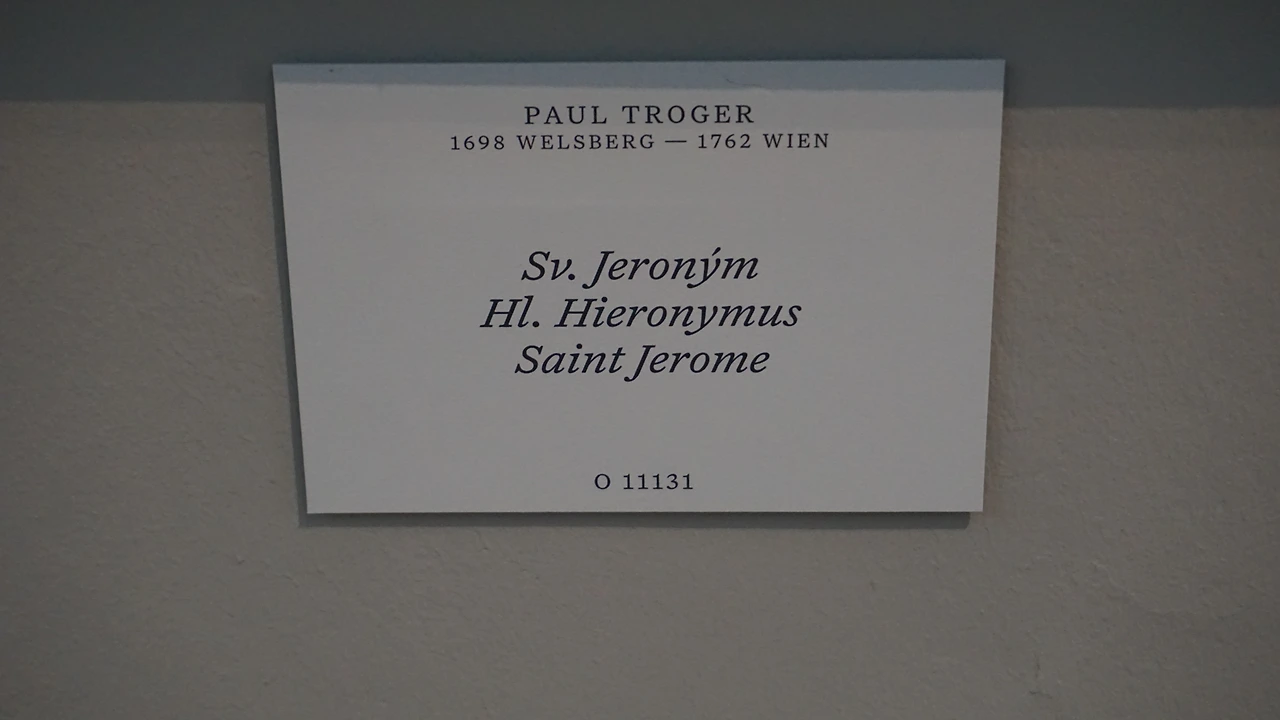 PAUL TROGER
1698 WELSBERG — 1762 WIEN
Sv. Jeroným
Hl. Hieronymus
Saint Jerome
O 11131